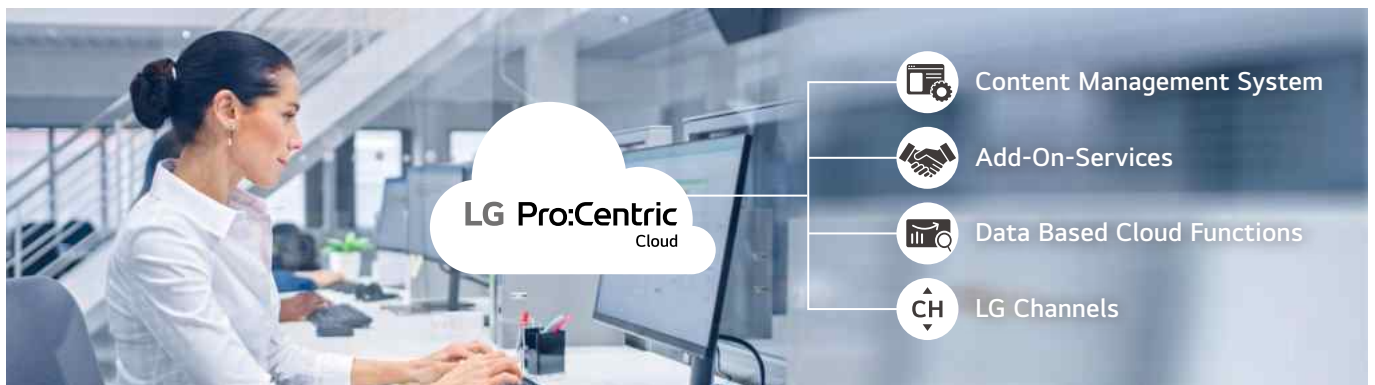 LG Pro:Centric
Cloud
Content Management System
Add-On-Services
Data Based Cloud Functions
CH
LG Channels